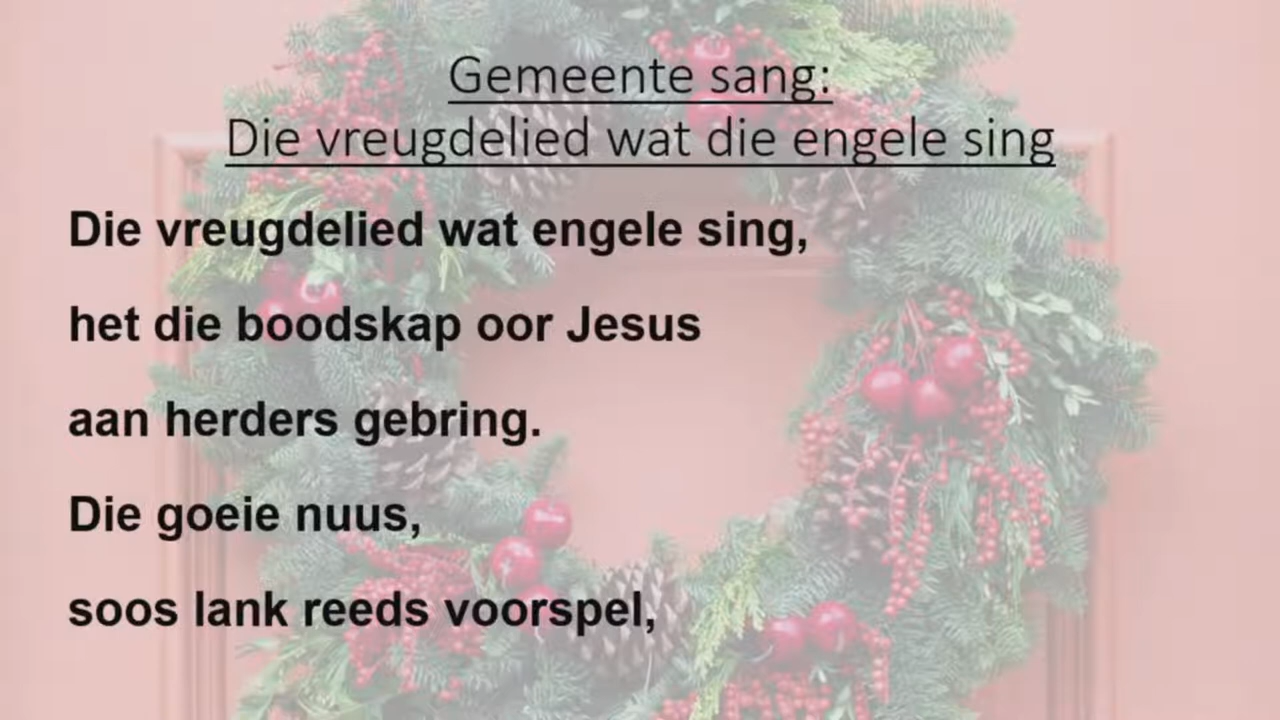 Gemeente sang:
Die vreugdelied wat die engele sing
Die vreugdelied wat engele sing,
het die boodskap oor Jesus
aan herders gebring.
Die goeie nuus,
soos lank reeds voorspel,